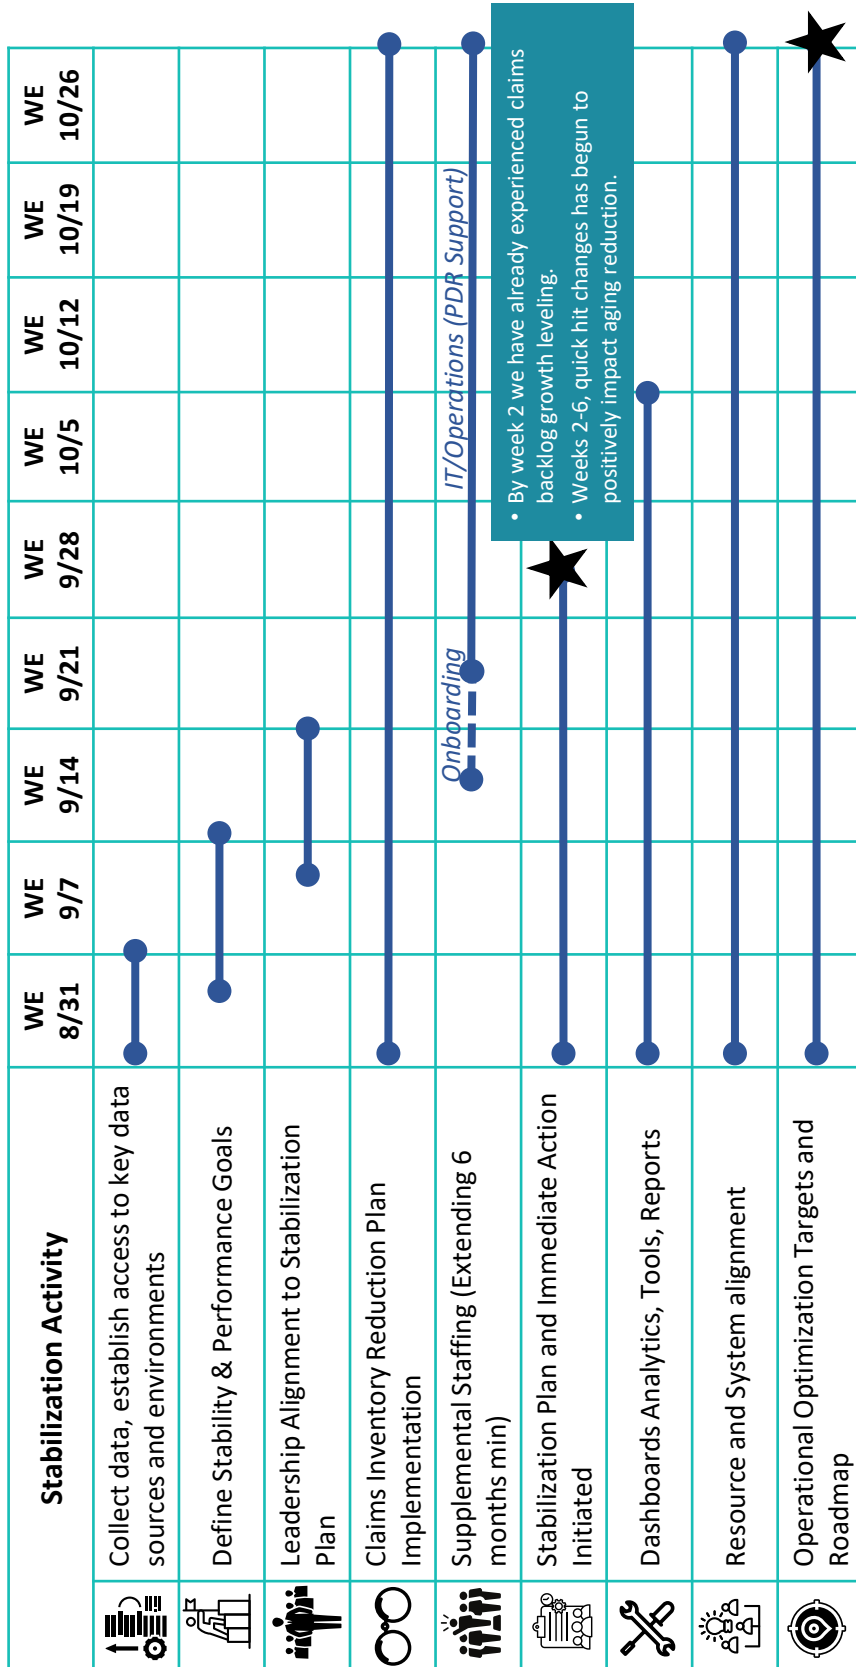 Stabilization Activity
WE
8/31
WE
9/7
WE
9/14
WE
9/21
WE
9/28
WE
10/5
WE
10/12
WE
10/19
WE
10/26
Collect data, establish access to key data
sources and environments
Define Stability & Performance Goals
Leadership Alignment to Stabilization
Plan
Claims Inventory Reduction Plan
Implementation
Supplemental Staffing (Extending 6
months min)
Onboarding
IT/Operations (PDR Support)
Stabilization Plan and Immediate Action
Initiated
• By week 2 we have already experienced claims
backlog growth leveling.
• Weeks 2-6, quick hit changes has begun to
positively impact aging reduction.
Dashboards Analytics, Tools, Reports
Resource and System alignment
Operational Optimization Targets and
Roadmap